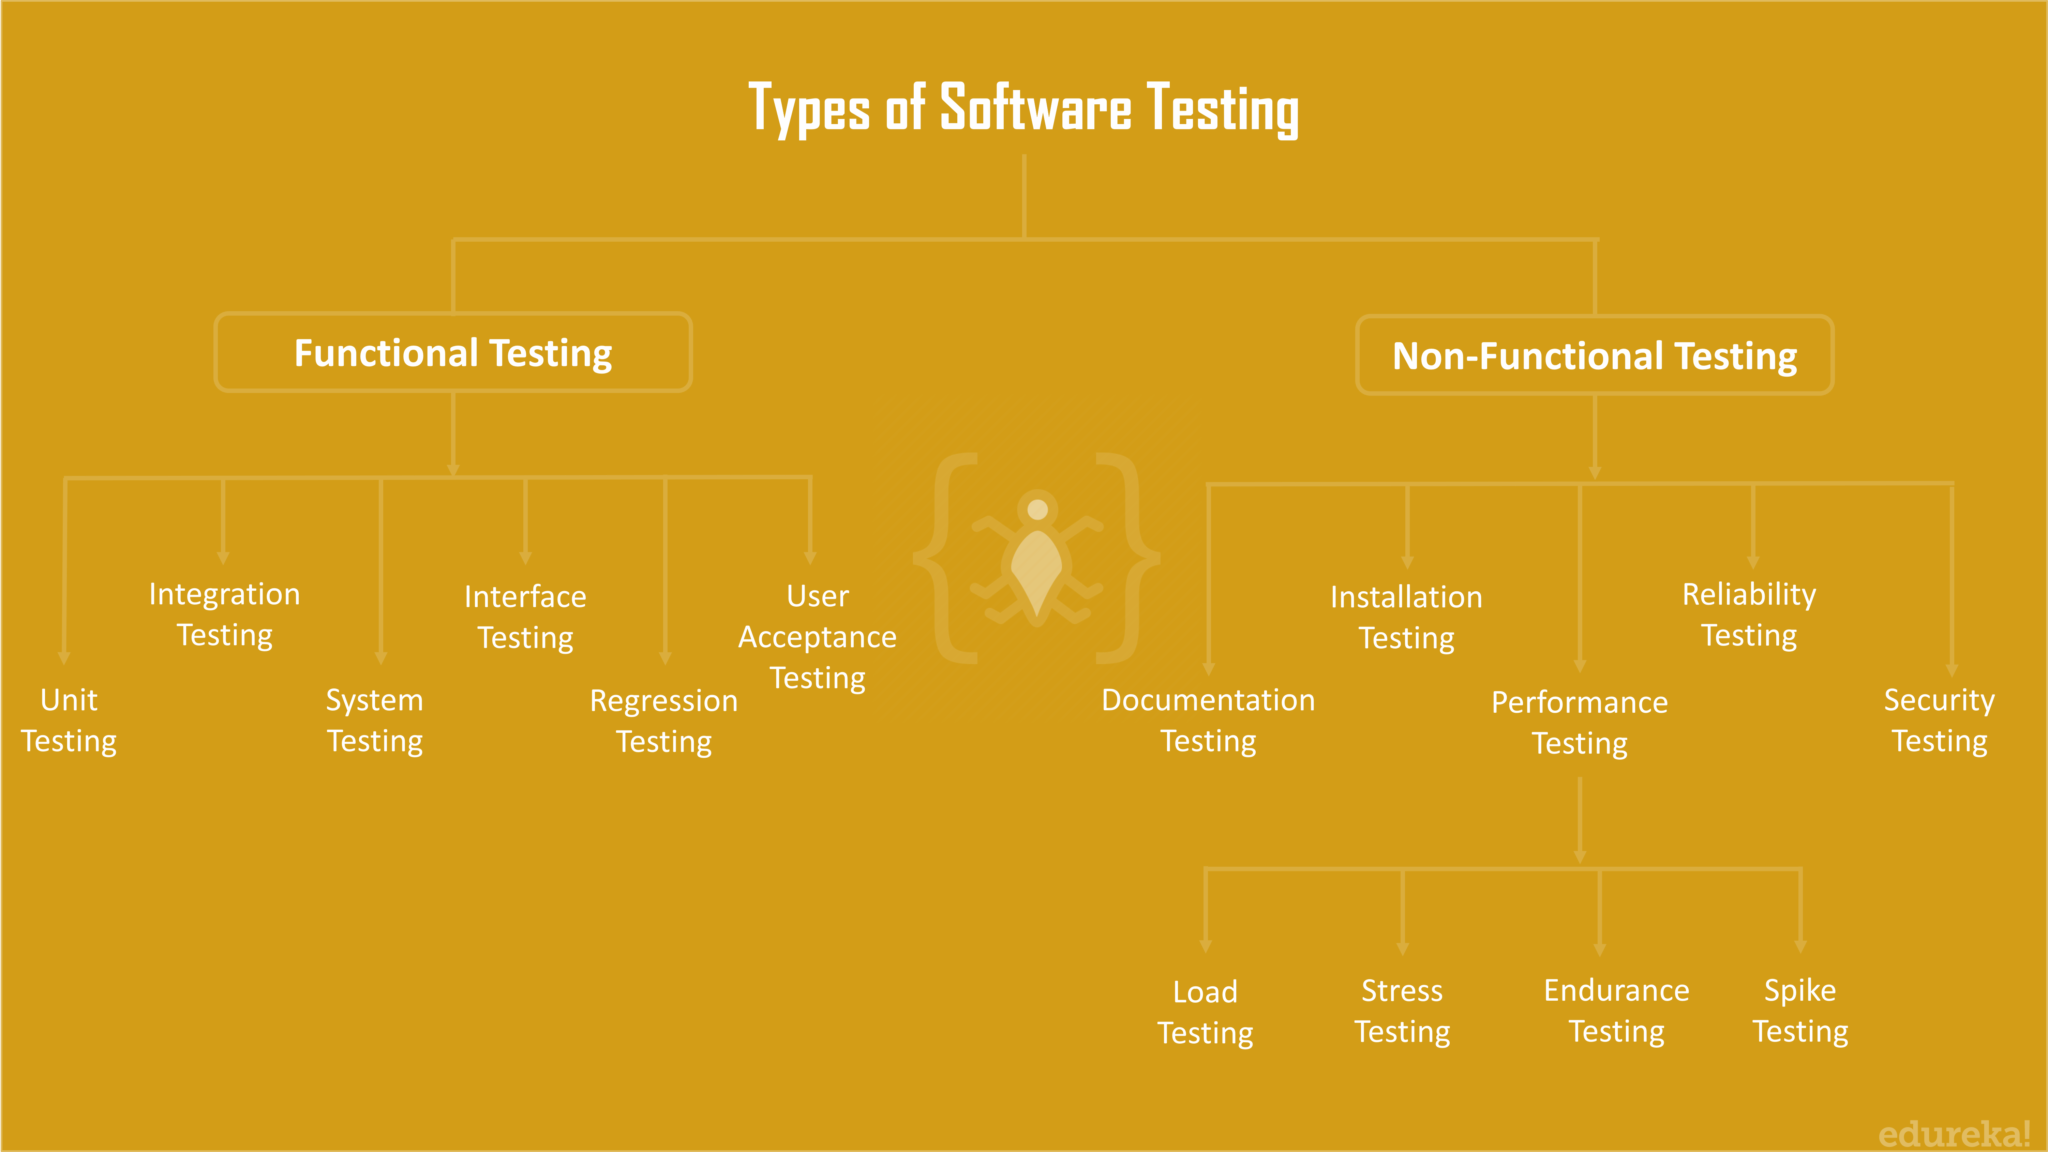 Types of Software Testing
Functional Testing
Non-Functional Testing
Unit
Testing
Integration
Testing
System
Testing
Interface
Testing
Regression
Testing
User
Acceptance
Testing
Documentation
Testing
Installation
Testing
Performance
Testing
Reliability
Testing
Security
Testing
Load
Testing
Stress
Testing
Endurance
Testing
Spike
Testing
edureka!